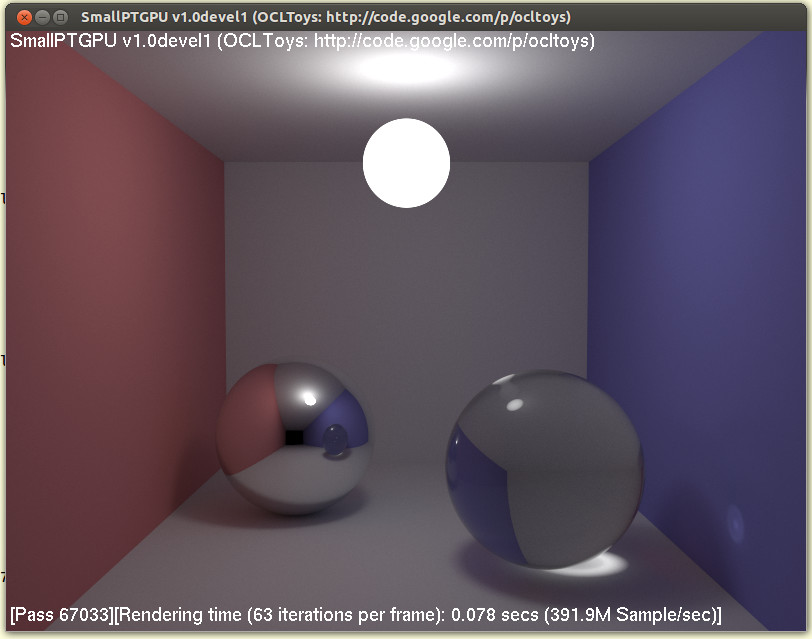 SmallPTGPU v1.0devel1 (OCLToys: http://code.google.com/p/ocltoys)
SmallPTGPU v1.0devel1 (OCLToys: http://code.google.com/p/ocltoys)
[Pass 67033][Rendering time (63 iterations per frame): 0.078 secs (391.9M Sample/sec)]